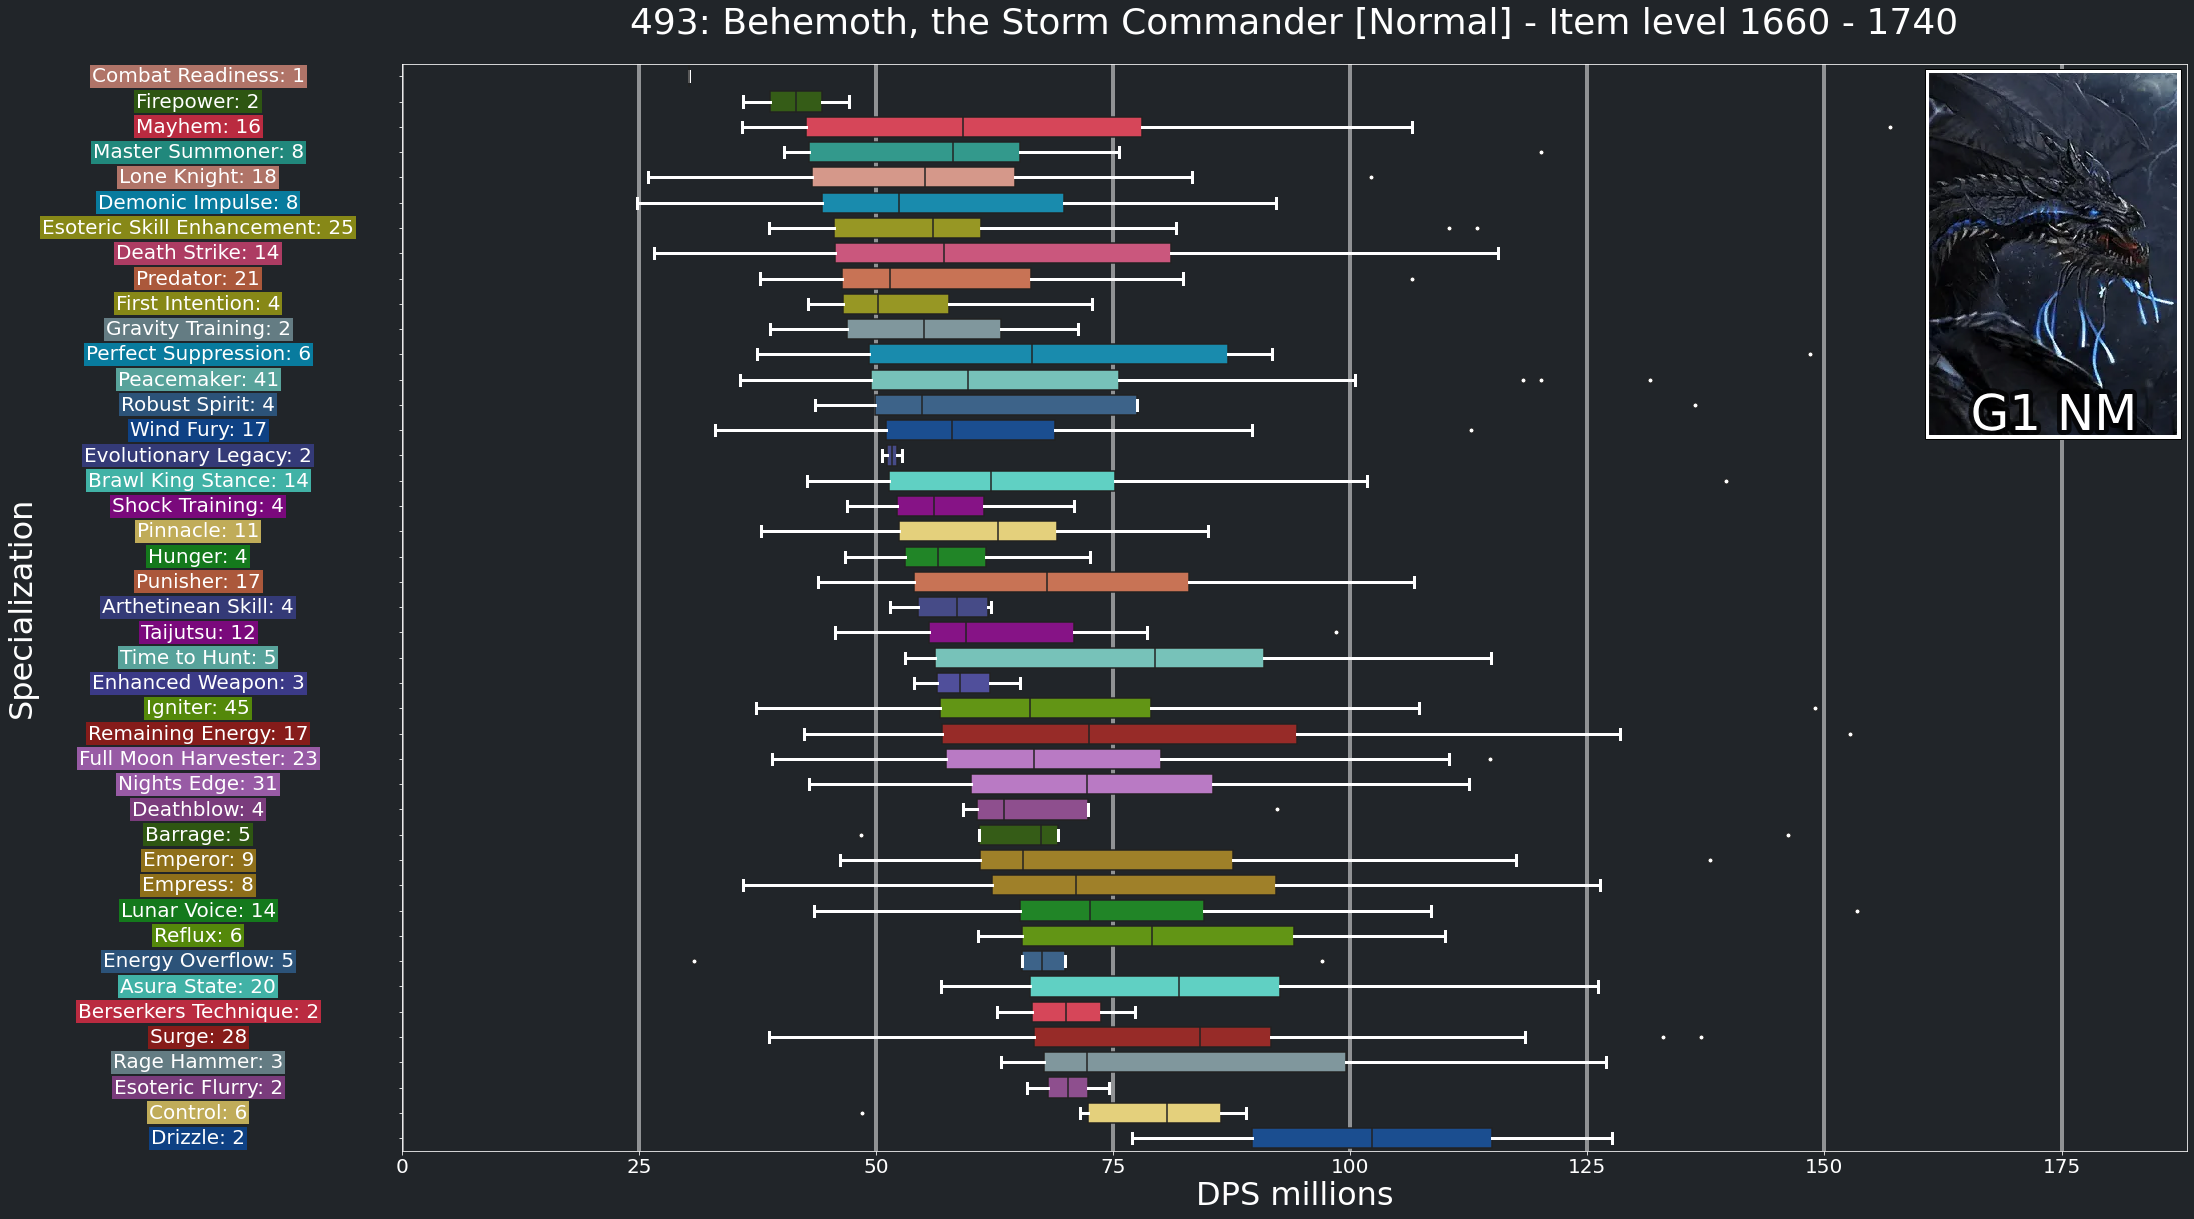 493: Behemoth, the Storm Commander [Normal] - Item level 1660 - 1740
Combat Readiness: 1
Firepower: 2
Mayhem: 16
Master Summoner: 8
Lone Knight: 18
Demonic Impulse: 8
Esoteric Skill Enhancement: 25
Death Strike: 14
Predator: 21
First Intention: 4
Gravity Training: 2
Perfect Suppression: 6
Peacemaker: 41
Robust Spirit: 4
Wind Fury: 17
Evolutionary Legacy: 2
Brawl King Stance: 14
Shock Training: 4
Pinnacle: 11
Hunger: 4
Punisher: 17
Arthetinean Skill: 4
Taijutsu: 12
Time to Hunt: 5
Enhanced Weapon: 3
Igniter: 45
Remaining Energy: 17
Full Moon Harvester: 23
Nights Edge: 31
Deathblow: 4
Barrage: 5
Emperor: 9
Empress: 8
Lunar Voice: 14
Reflux: 6
Energy Overflow: 5
Asura State: 20
Berserkers Technique: 2
Surge: 28
Rage Hammer: 3
Esoteric Flurry: 2
Control: 6
Drizzle: 2
Specialization
G1 NM
0 25 50 75 100 125 150 175
DPS millions